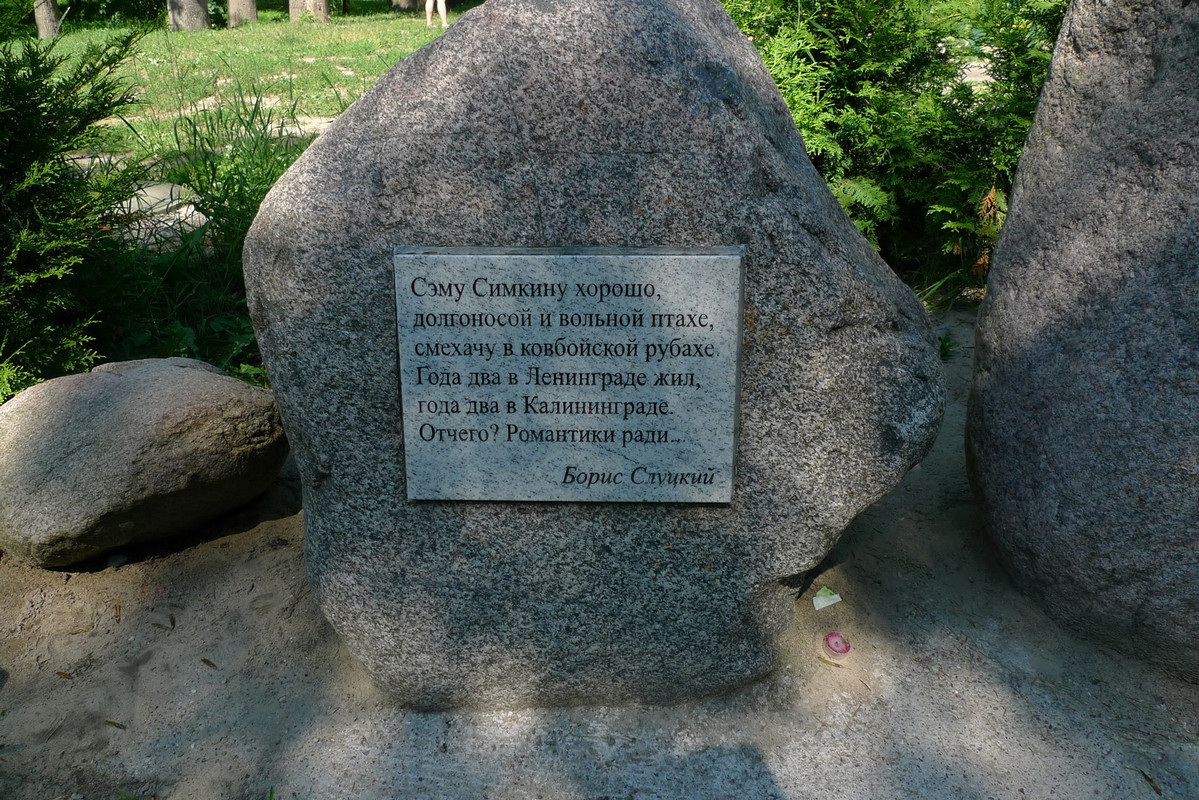 Сэму Симкину хорошо,
долгоносой и вольной птахе,
смехачу в ковбойской рубахе.
Года два в Ленинграде жил,
года два в Калининграде.
Отчего? Романтики ради...
Борис Слуцкий